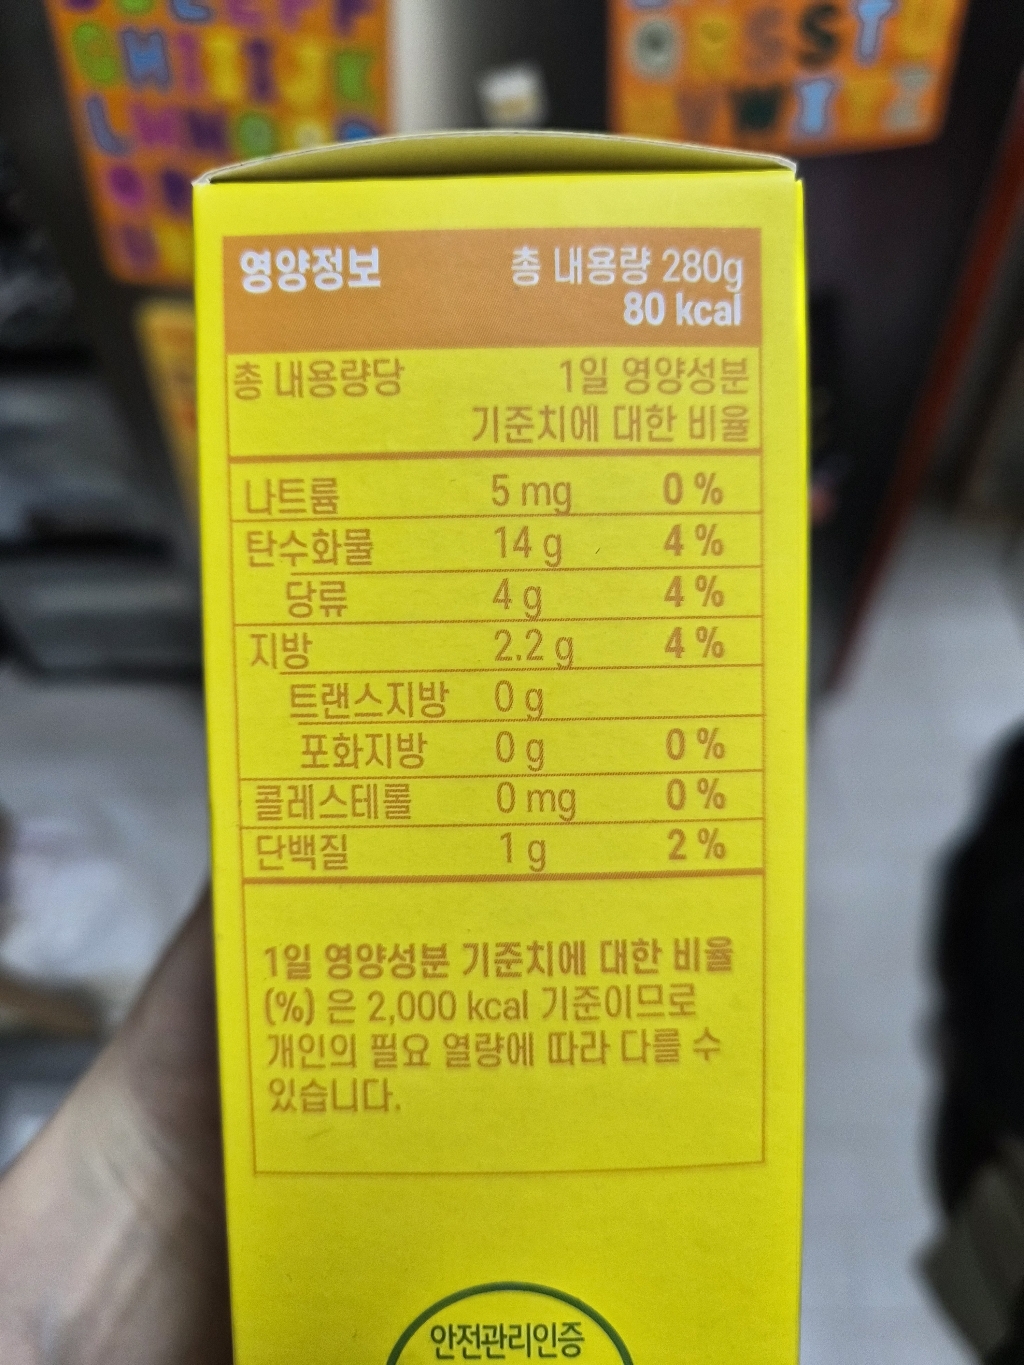 영양정보 총 내용량 280g
80 kcal
총 내용량당 1일 영양성분
기준치에 대한 비율
나트륨 5 mg 0 %
탄수화물 14 g 4 %
당류 4 g 4 %
지방 2.2 g 4 %
트랜스지방 0 g
포화지방 0 g 0 %
콜레스테롤 0 mg 0 %
단백질 1 g 2 %
1일 영양성분 기준치에 대한 비율
(%) 은 2,000 kcal 기준이므로
개인의 필요 열량에 따라 다를 수
있습니다.
안전관리인증